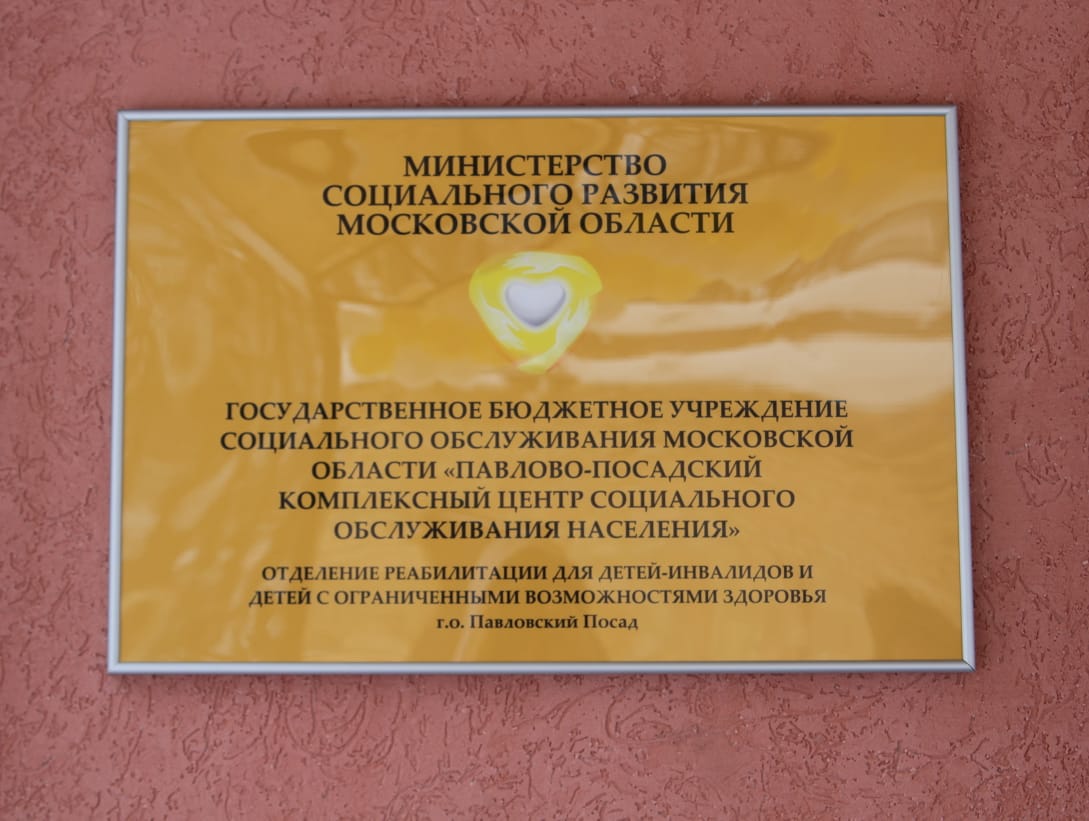 МИНИСТЕРСТВО
СОЦИАЛЬНОГО РАЗВИТИЯ
МОСКОВСКОЙ ОБЛАСТИ
ГОСУДАРСТВЕННОЕ БЮДЖЕТНОЕ УЧРЕЖДЕНИЕ
СОЦИАЛЬНОГО ОБСЛУЖИВАНИЯ МОСКОВСКОЙ
ОБЛАСТИ «ПАВЛОВО-ПОСАДСКИЙ
КОМПЛЕКСНЫЙ ЦЕНТР СОЦИАЛЬНОГО
ОБСЛУЖИВАНИЯ НАСЕЛЕНИЯ»
ОТДЕЛЕНИЕ РЕАБИЛИТАЦИИ ДЛЯ ДЕТЕЙ-ИНВАЛИДОВ И
ДЕТЕЙ С ОГРАНИЧЕННЫМИ ВОЗМОЖНОСТЯМИ ЗДОРОВЬЯ
г.о. Павловский Посад